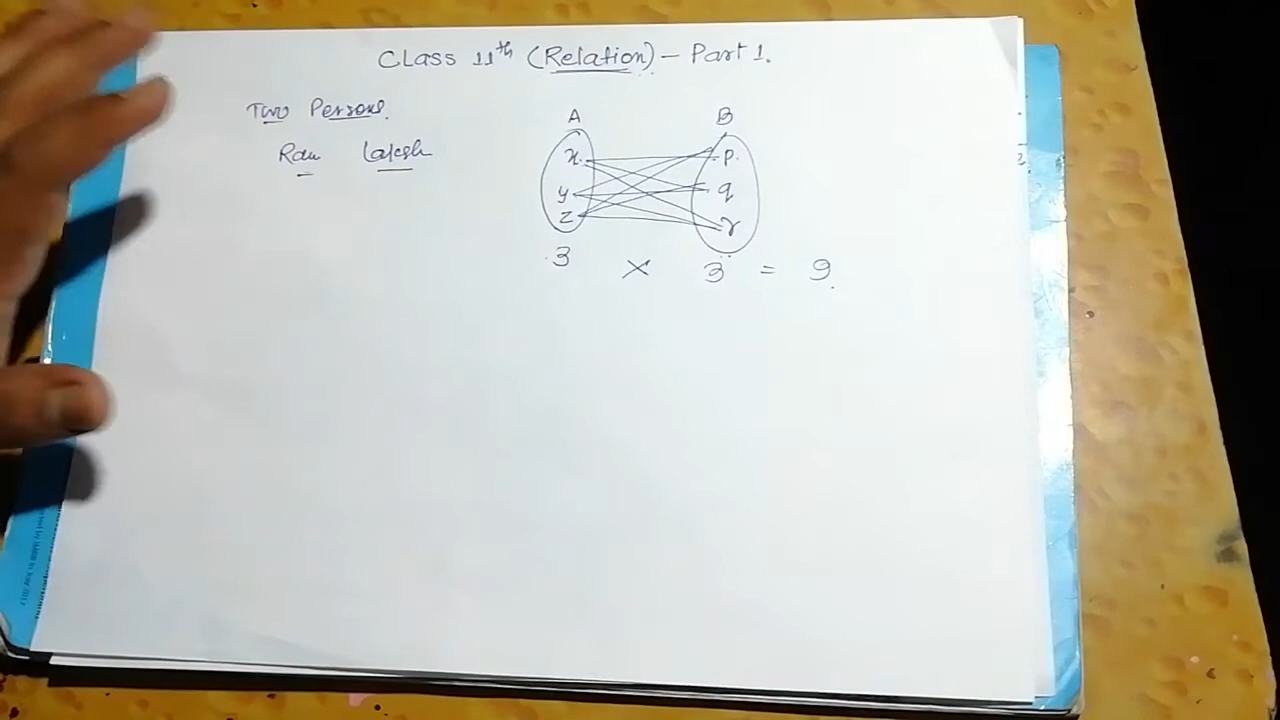 Class 11th (Relation) - Part 1.
Two Persons.
Ram Lokesh
A B
x. .p.
y q
z r
.3 × 3 = 9.